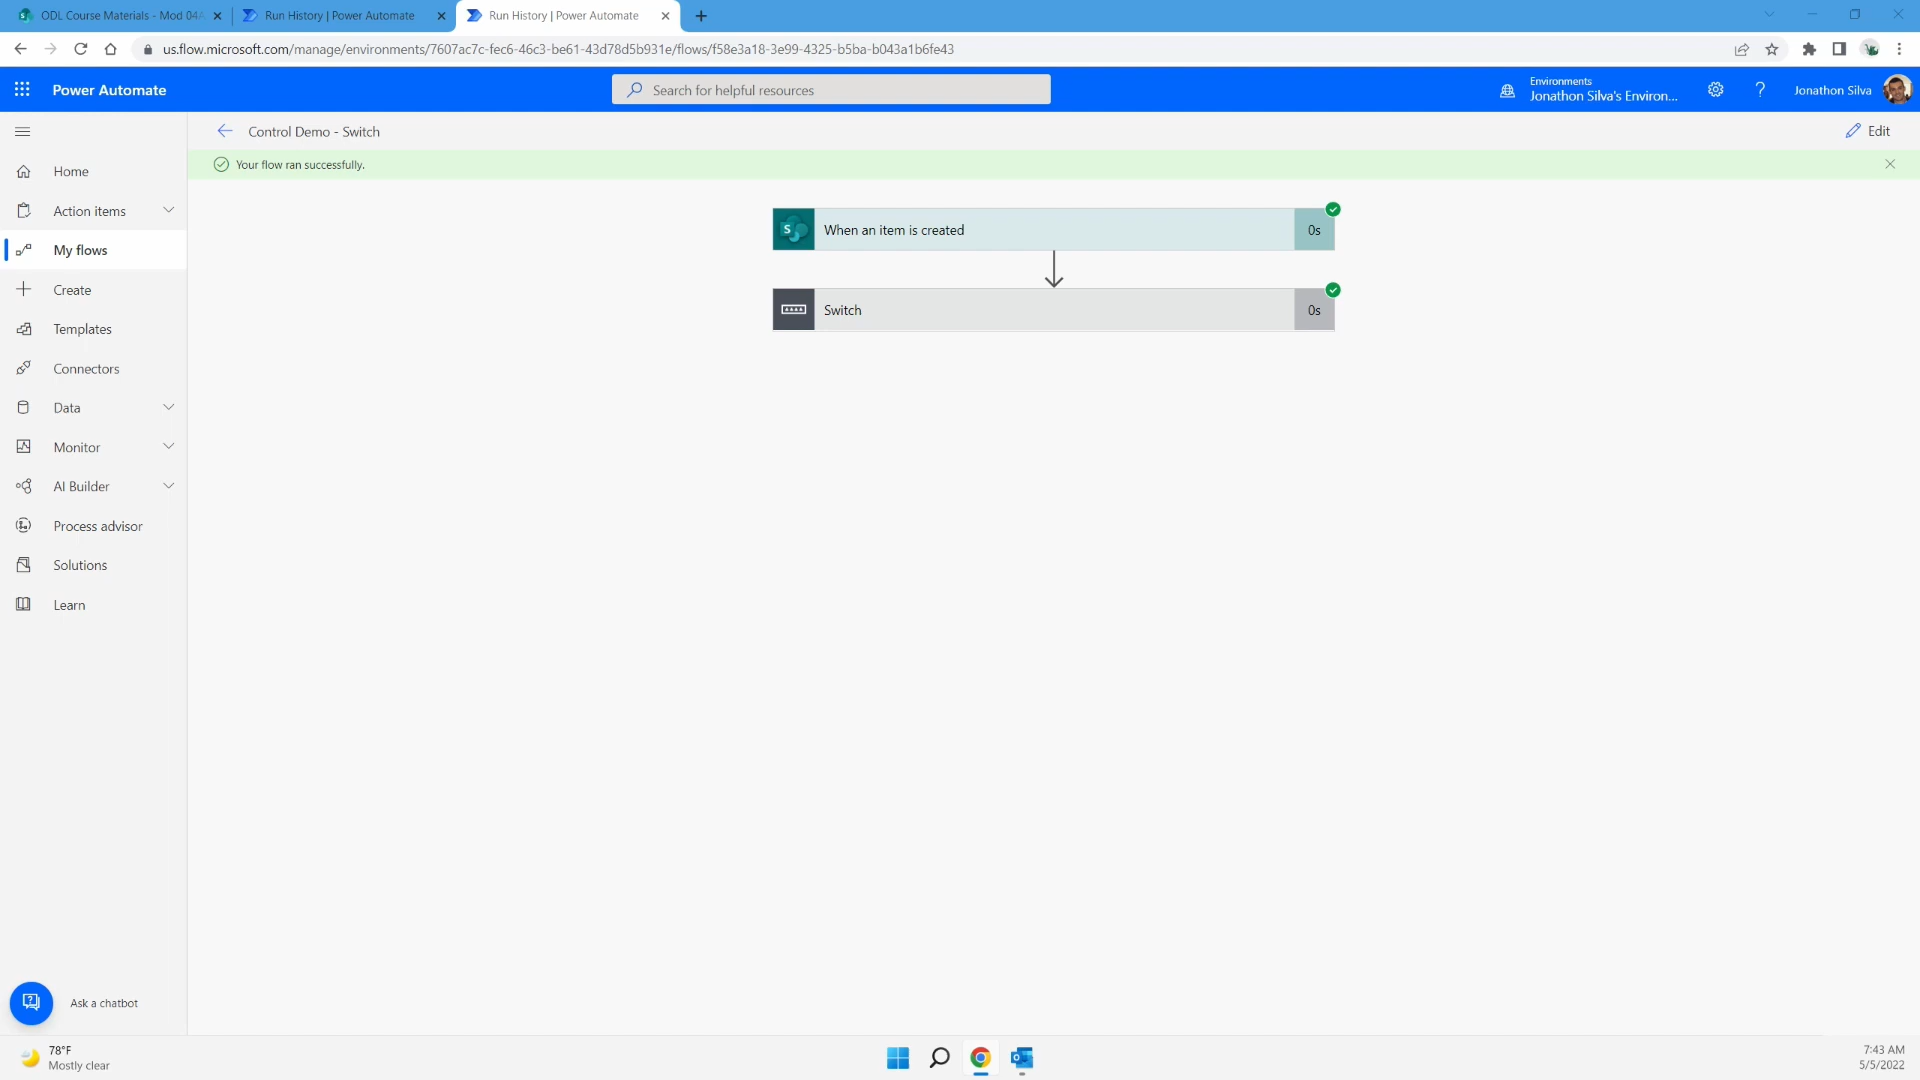 ODL Course Materials - Mod 04A
Run History | Power Automate
Run History | Power Automate
us.flow.microsoft.com/manage/environments/7607ac7c-fec6-46c3-be61-43d78d5b931e/flows/f58e3a18-3e99-4325-b5ba-b043a1b6fe43
Power Automate
Search for helpful resources
Environments
Jonathon Silva's Environ...
Jonathon Silva
Control Demo - Switch
Edit
Your flow ran successfully.
Home
Action items
My flows
Create
Templates
Connectors
Data
Monitor
AI Builder
Process advisor
Solutions
Learn
When an item is created
0s
Switch
0s
Ask a chatbot
78°F
Mostly clear
7:43 AM
5/5/2022